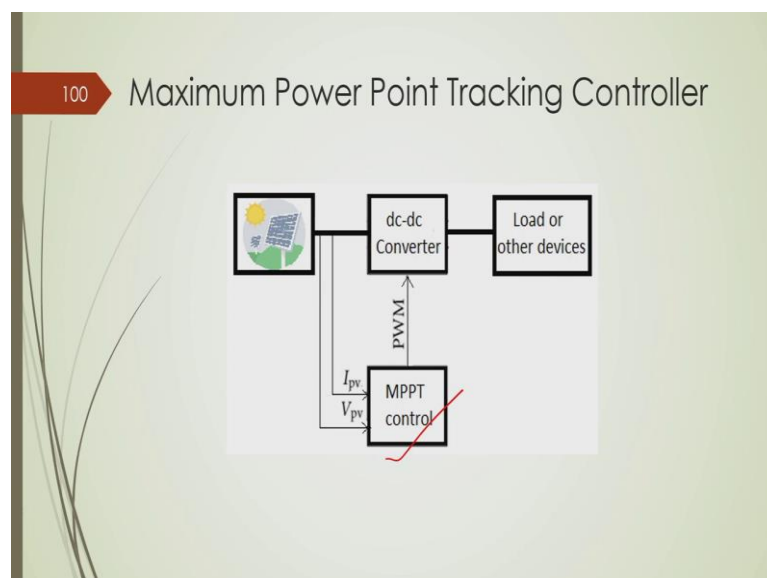 100
Maximum Power Point Tracking Controller
dc-dc
Converter
Load or
other devices
PWM
Ipv
Vpv
MPPT
control